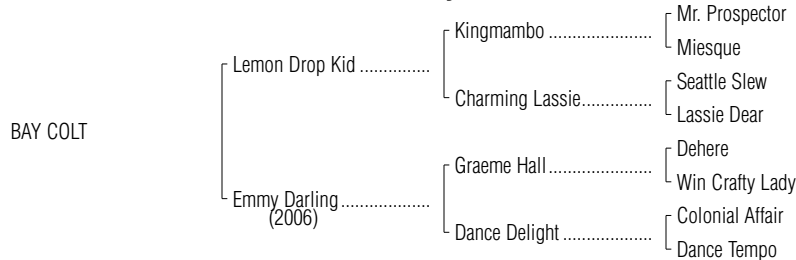 Mr. Prospector
Kingmambo ......................
Miesque
Lemon Drop Kid ...............
Seattle Slew
Charming Lassie...............
Lassie Dear
BAY COLT
Dehere
Graeme Hall......................
Win Crafty Lady
Emmy Darling...................
(2006)
Colonial Affair
Dance Delight ...................
Dance Tempo